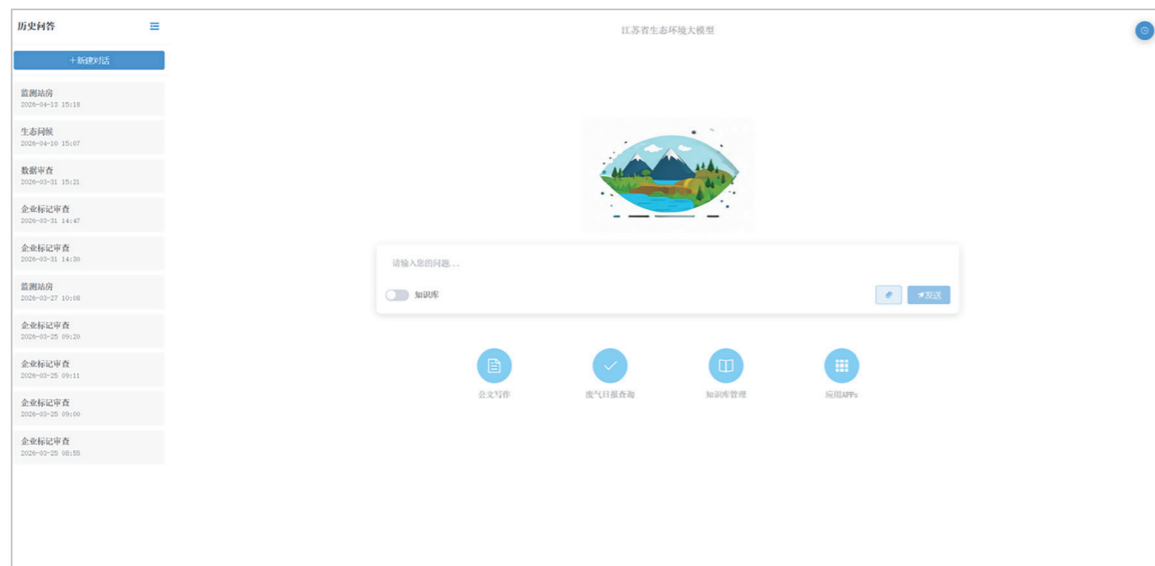 历史问答
+新建对话
监测站房
2026-04-13 15:18
生态问候
2026-04-10 15:07
数据审查
2026-03-31 15:21
企业标记审查
2026-03-31 14:47
企业标记审查
2026-03-31 14:30
监测站房
2026-03-27 10:08
企业标记审查
2026-03-25 09:20
企业标记审查
2026-03-25 09:11
企业标记审查
2026-03-25 09:00
企业标记审查
2026-03-25 08:55
江苏省生态环境大模型
请输入您的问题...
知识库
发送
公文写作
废气日报查询
知识库管理
应用APPs